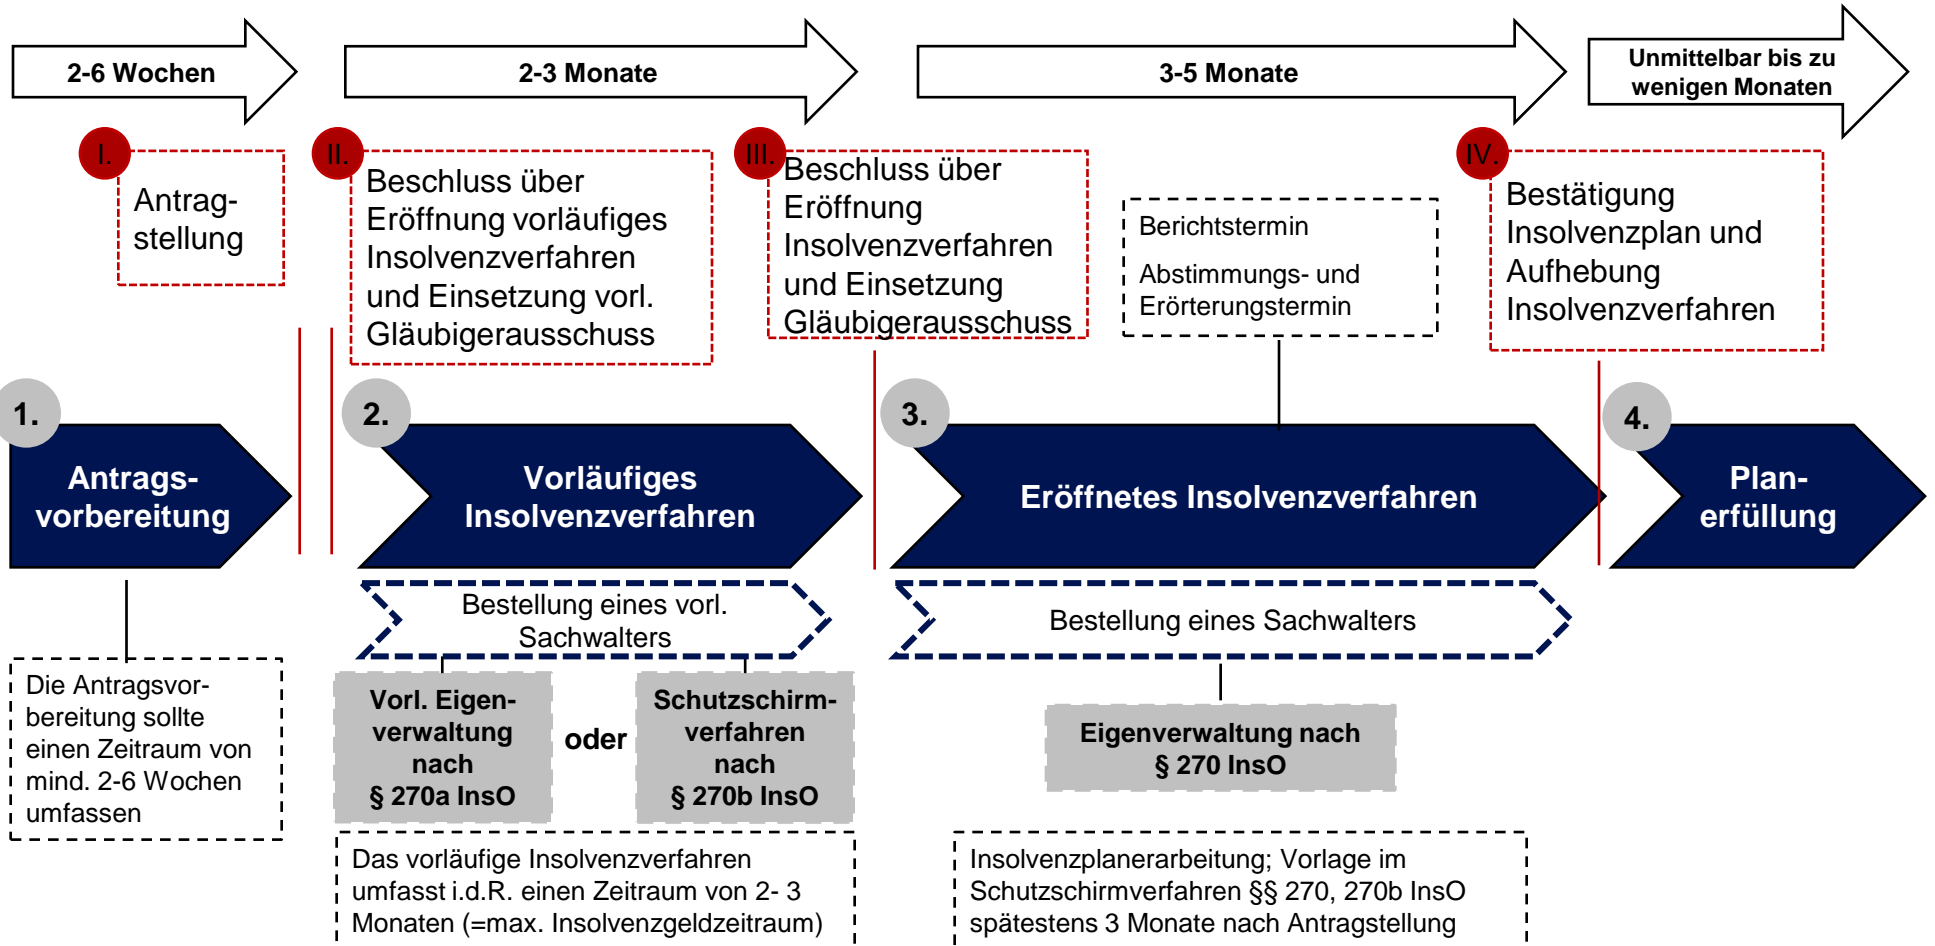 2-6 Wochen
2-3 Monate
3-5 Monate
Unmittelbar bis zu
wenigen Monaten
I.
Antrag-
stellung
II.
Beschluss über
Eröffnung vorläufiges
Insolvenzverfahren
und Einsetzung vorl.
Gläubigerausschuss
III.
Beschluss über
Eröffnung
Insolvenzverfahren
und Einsetzung
Gläubigerausschuss
Berichtstermin
Abstimmungs- und
Erörterungstermin
IV.
Bestätigung
Insolvenzplan und
Aufhebung
Insolvenzverfahren
1.
Antrags-
vorbereitung
2.
Vorläufiges
Insolvenzverfahren
3.
Eröffnetes Insolvenzverfahren
4.
Plan-
erfüllung
Bestellung eines vorl.
Sachwalters
Bestellung eines Sachwalters
Die Antragsvor-
bereitung sollte
einen Zeitraum von
mind. 2-6 Wochen
umfassen
Vorl. Eigen-
verwaltung
nach
§ 270a InsO
oder
Schutzschirm-
verfahren
nach
§ 270b InsO
Eigenverwaltung nach
§ 270 InsO
Das vorläufige Insolvenzverfahren
umfasst i.d.R. einen Zeitraum von 2- 3
Monaten (=max. Insolvenzgeldzeitraum)
Insolvenzplanerarbeitung; Vorlage im
Schutzschirmverfahren §§ 270, 270b InsO
spätestens 3 Monate nach Antragstellung